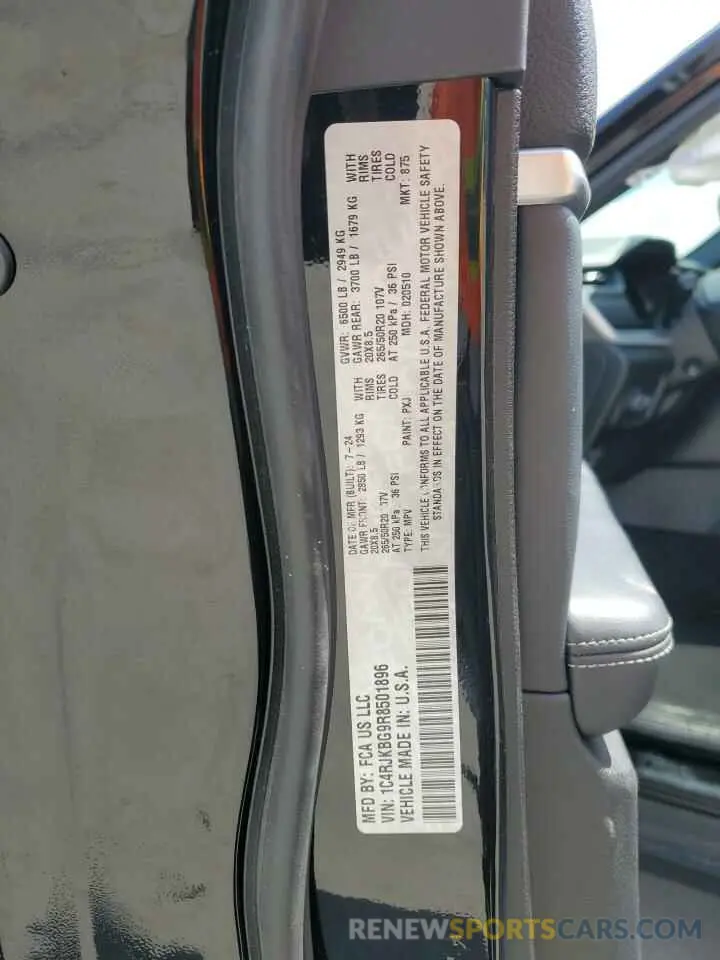 MFD BY: FCA US LLC
DATE OF MFR (BUILT): 7-24
GVWR: 6500 LB / 2949 KG
GAWR FRONT: 2850 LB / 1293 KG WITH
GAWR REAR: 3700 LB / 1679 KG WITH
20X8.5 RIMS
20X8.5 RIMS
265/50R20 107V TIRES
265/50R20 107V TIRES
AT 250 kPa / 36 PSI COLD
AT 250 kPa / 36 PSI COLD
VIN: 1C4RJKBG9R8501896
TYPE: MPV PAINT: PXJ MDH: 020510 MKT: 875
VEHICLE MADE IN: U.S.A.
THIS VEHICLE CONFORMS TO ALL APPLICABLE U.S.A. FEDERAL MOTOR VEHICLE SAFETY
STANDARDS IN EFFECT ON THE DATE OF MANUFACTURE SHOWN ABOVE.
RENEWSPORTSCARS.COM